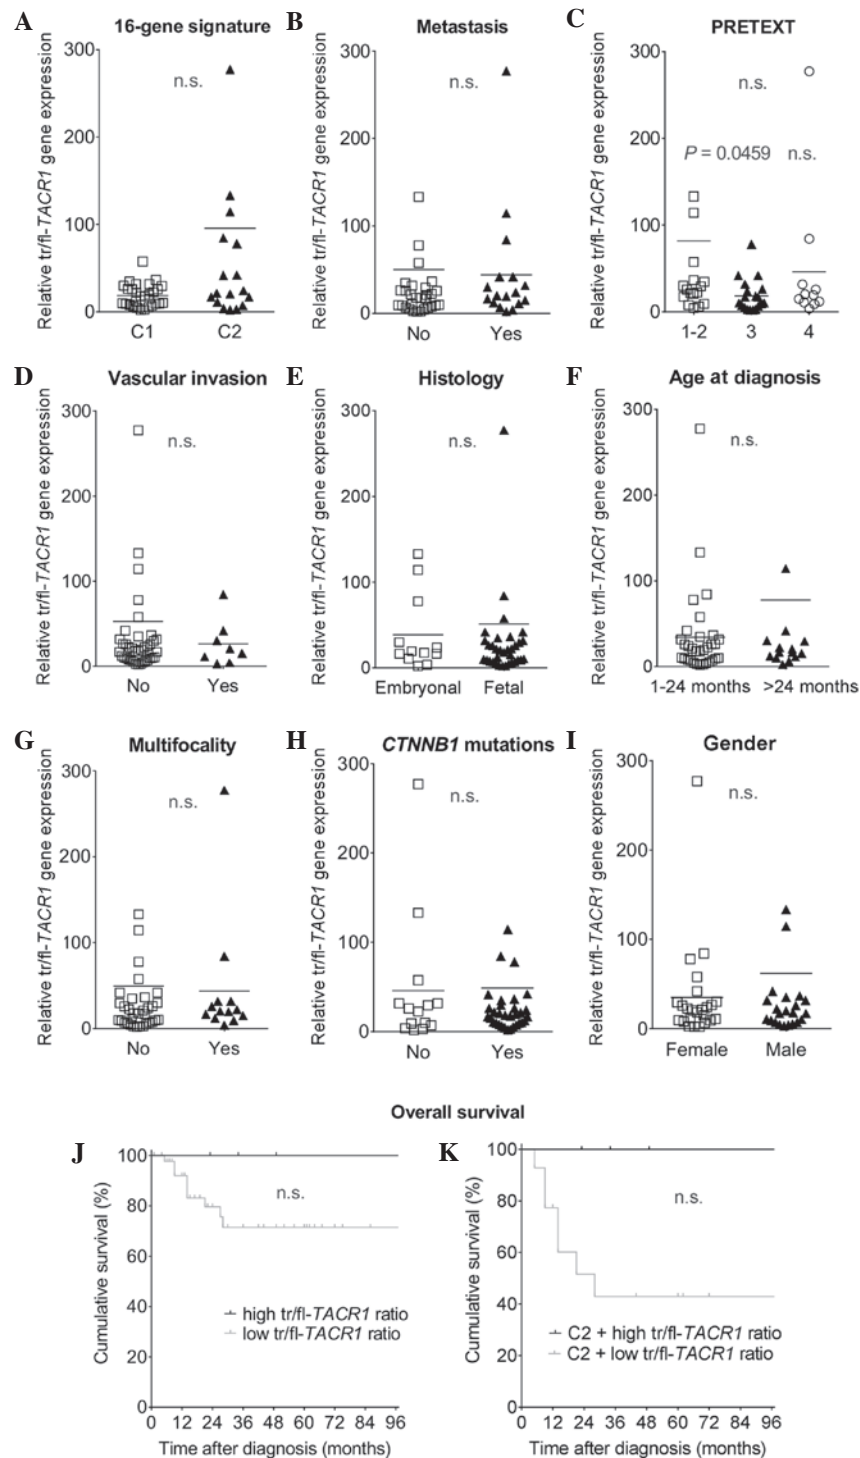 A 16-gene signature
Relative tr/fl-TACR1 gene expression
300
200
100
0
n.s.
C1 C2
B Metastasis
Relative tr/fl-TACR1 gene expression
300
200
100
0
n.s.
No Yes
C PRETEXT
Relative tr/fl-TACR1 gene expression
300
200
100
0
n.s.
P = 0.0459 n.s.
1-2 3 4
D Vascular invasion
Relative tr/fl-TACR1 gene expression
300
200
100
0
n.s.
No Yes
E Histology
Relative tr/fl-TACR1 gene expression
300
200
100
0
n.s.
Embryonal Fetal
F Age at diagnosis
Relative tr/fl-TACR1 gene expression
300
200
100
0
n.s.
1-24 months >24 months
G Multifocality
Relative tr/fl-TACR1 gene expression
300
200
100
0
n.s.
No Yes
H CTNNB1 mutations
Relative tr/fl-TACR1 gene expression
300
200
100
0
n.s.
No Yes
I Gender
Relative tr/fl-TACR1 gene expression
300
200
100
0
n.s.
Female Male
Overall survival
J
Cumulative survival (%)
100
80
60
40
20
0
n.s.
high tr/fl-TACR1 ratio
low tr/fl-TACR1 ratio
0 12 24 36 48 60 72 84 96
Time after diagnosis (months)
K
Cumulative survival (%)
100
80
60
40
20
0
n.s.
C2 + high tr/fl-TACR1 ratio
C2 + low tr/fl-TACR1 ratio
0 12 24 36 48 60 72 84 96
Time after diagnosis (months)